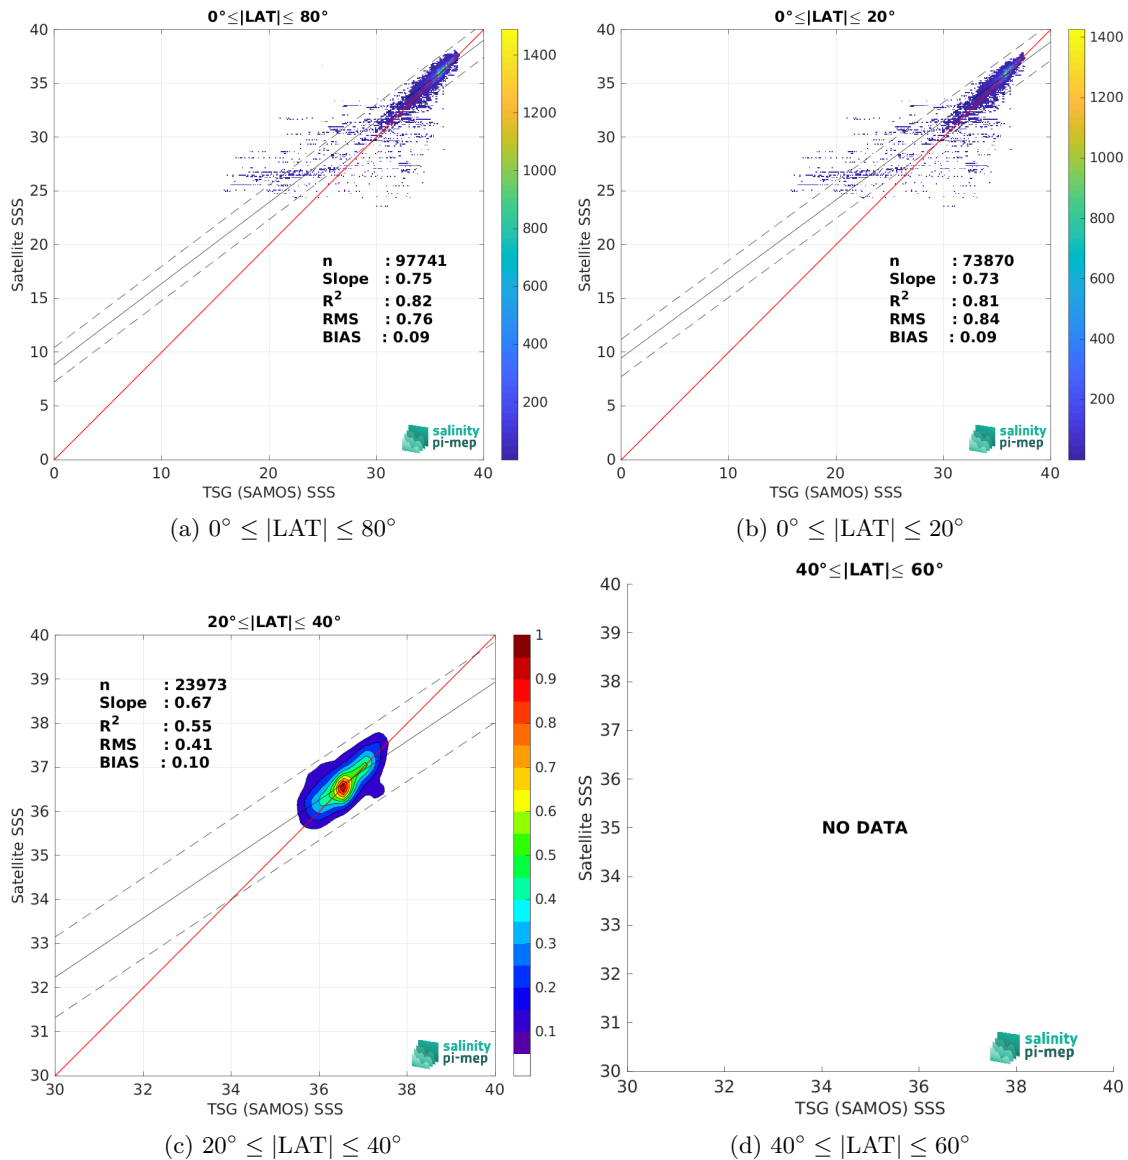 0°≤|LAT|≤ 80°
40
35
30
25
20
15
10
5
0
0
20
30
40
Satellite SSS
TSG (SAMOS) SSS
n : 97741
Slope : 0.75
R² : 0.82
RMS : 0.76
BIAS : 0.09
salinity
pi-mep
1400
1200
1000
800
600
400
200
(a) 0° ≤ |LAT| ≤ 80°
0°≤|LAT|≤ 20°
40
35
30
25
20
15
10
5
0
0
10
20
30
40
Satellite SSS
TSG (SAMOS) SSS
n : 73870
Slope : 0.73
R² : 0.81
RMS : 0.84
BIAS : 0.09
salinity
pi-mep
1400
1200
1000
800
600
400
200
(b) 0° ≤ |LAT| ≤ 20°
20°≤|LAT|≤ 40°
40
39
38
37
36
35
34
33
32
31
30
30
32
34
36
38
40
Satellite SSS
TSG (SAMOS) SSS
n : 23973
Slope : 0.67
R² : 0.55
RMS : 0.41
BIAS : 0.10
salinity
pi-mep
1
0.9
0.8
0.7
0.6
0.5
0.4
0.3
0.2
0.1
(c) 20° ≤ |LAT| ≤ 40°
40°≤|LAT|≤ 60°
40
39
38
37
36
35
34
33
32
31
30
30
32
34
36
38
40
Satellite SSS
TSG (SAMOS) SSS
NO DATA
salinity
pi-mep
(d) 40° ≤ |LAT| ≤ 60°